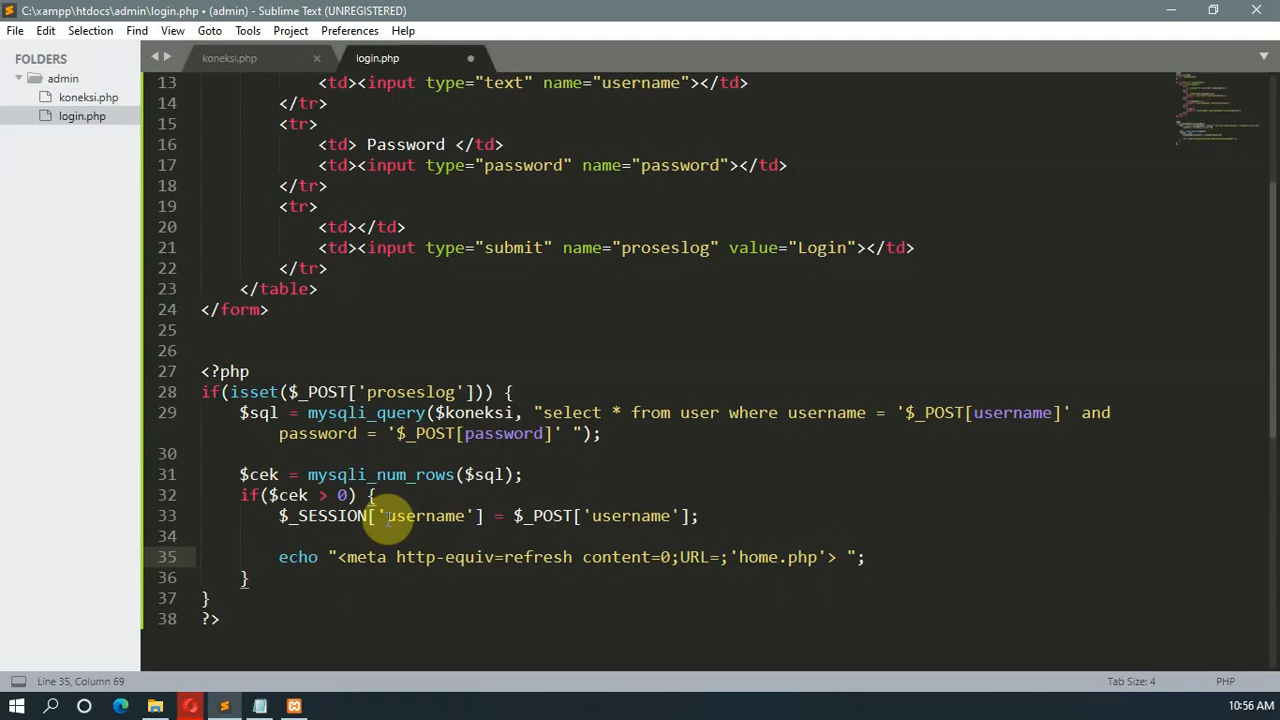 C:\xampp\htdocs\admin\login.php • (admin) - Sublime Text (UNREGISTERED)
File Edit Selection Find View Goto Tools Project Preferences Help
FOLDERS
admin
koneksi.php
login.php
koneksi.php × login.php
13 <td><input type="text" name="username"></td>
14 </tr>
15 <tr>
16 <td> Password </td>
17 <td><input type="password" name="password"></td>
18 </tr>
19 <tr>
20 <td></td>
21 <td><input type="submit" name="proseslog" value="Login"></td>
22 </tr>
23 </table>
24 </form>
25
26
27 <?php
28 if(isset($_POST['proseslog'])) {
29 $sql = mysqli_query($koneksi, "select * from user where username = '$_POST[username]' and
password = '$_POST[password]' ");
30
31 $cek = mysqli_num_rows($sql);
32 if($cek > 0) {
33 $_SESSION['username'] = $_POST['username'];
34
35 echo "<meta http-equiv=refresh content=0;URL=;'home.php'> ";
36 }
37 }
38 ?>
Line 35, Column 69 Tab Size: 4 PHP
10:56 AM